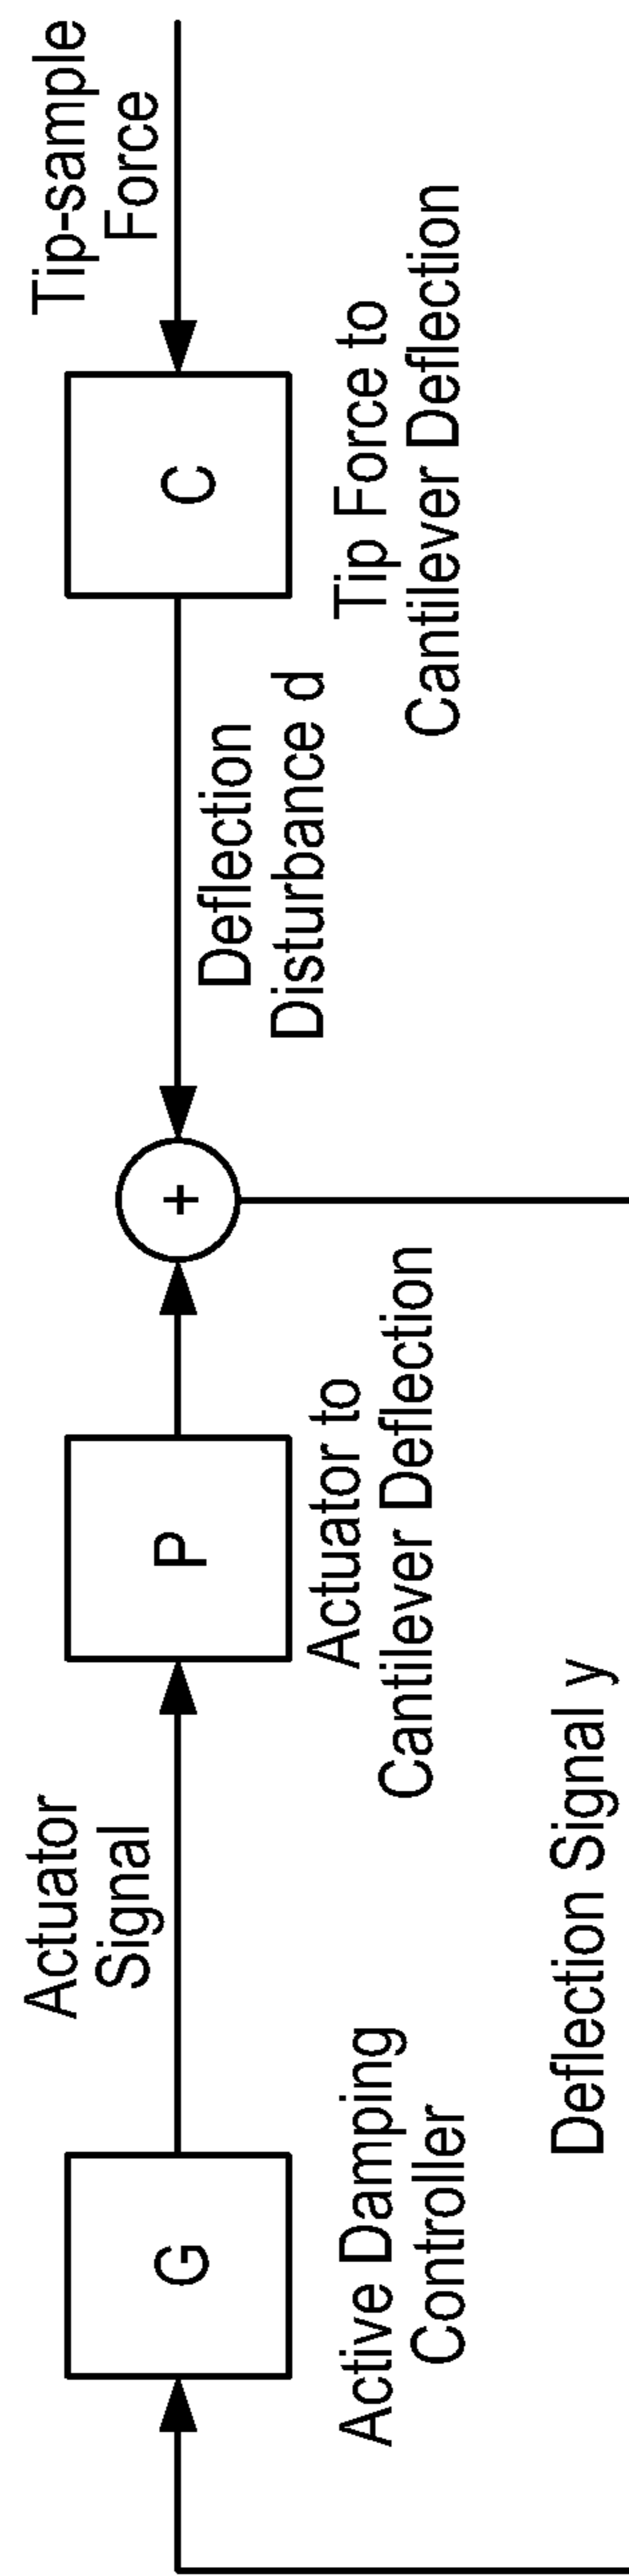 Actuator
Signal
Tip-sample
Force
G
P
+
C
Deflection
Disturbance d
Active Damping
Controller
Actuator to
Cantilever Deflection
Tip Force to
Cantilever Deflection
Deflection Signal y